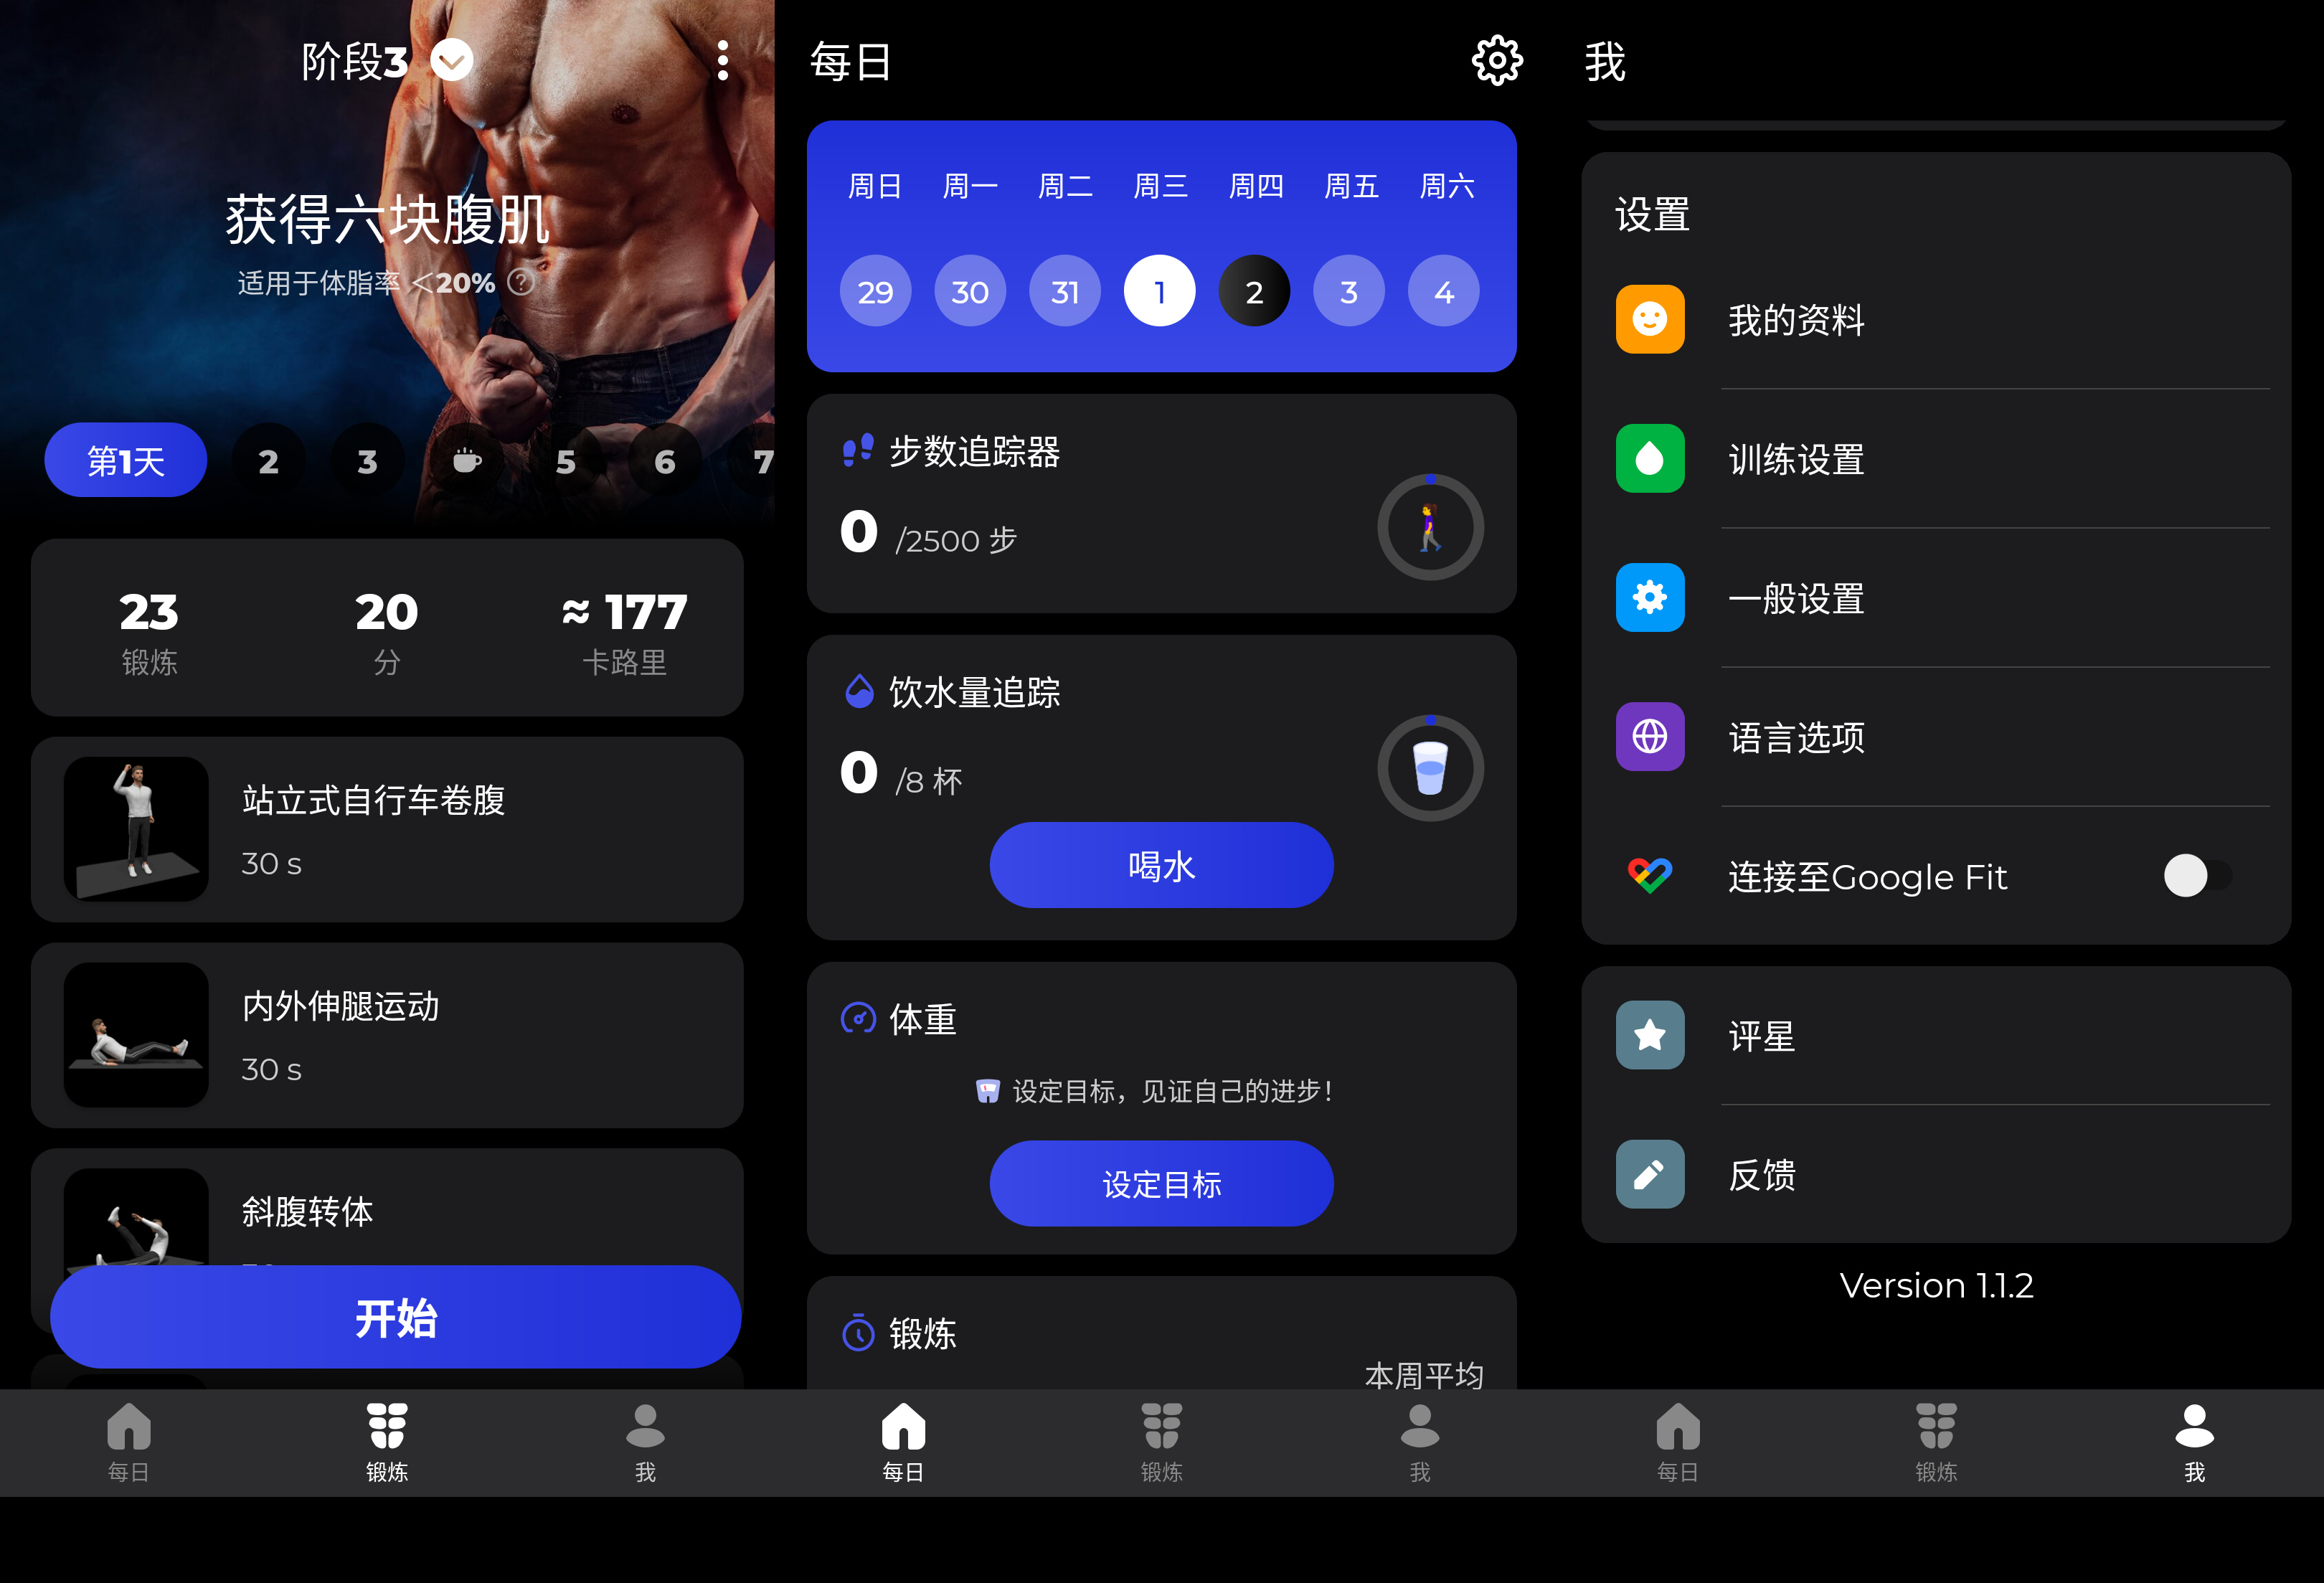 阶段3
获得六块腹肌
适用于体脂率 <20%
第1天 2 3 5 6 7
23 20 ≈ 177
锻炼 分 卡路里
站立式自行车卷腹
30 s
内外伸腿运动
30 s
斜腹转体
开始
每日 锻炼 我
每日
周日 周一 周二 周三 周四 周五 周六
29 30 31 1 2 3 4
步数追踪器
0 /2500 步
饮水量追踪
0 /8 杯
喝水
体重
设定目标，见证自己的进步！
设定目标
锻炼
本周平均
每日 锻炼 我
我
设置
我的资料
训练设置
一般设置
语言选项
连接至Google Fit
评星
反馈
Version 1.1.2
每日 锻炼 我